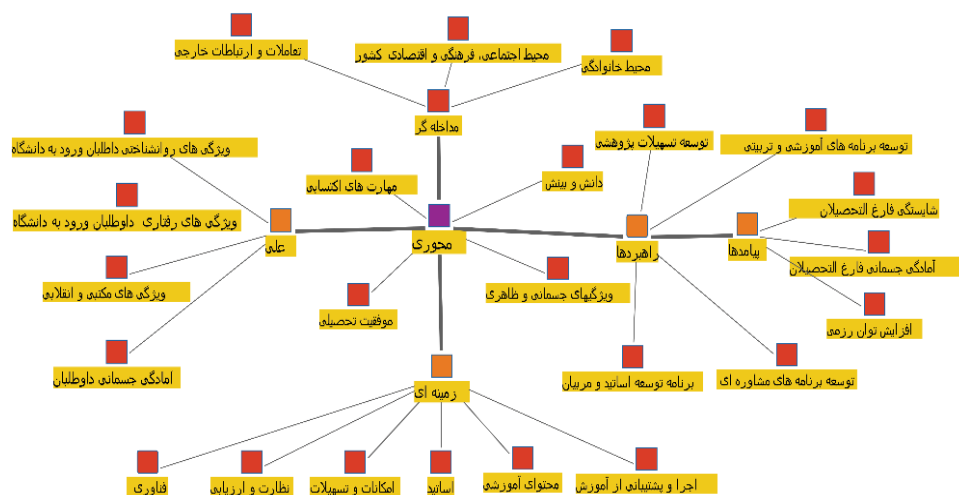 تعاملات و ارتباطات خارجی
محیط اجتماعی، فرهنگی و اقتصادی کشور
محیط خانوادگی
مداخله گر
ویژگی های روانشناختی داطلبان ورود به دانشگاه
توسعه تسهیلات پژوهشی
توسعه برنامه های آموزشی و تربیتی
مهارت های اکتسابی
دانش و بینش
ویژگی های رفتاری داوطلبان ورود به دانشگاه
شایستگی فارغ التحصیلان
علی
محوری
راهبردها
پیامدها
آمادگی جسمانی فارغ التحصیلان
ویژگی های مکتبی و انقلابی
ویژگیهای جسمانی و ظاهری
موفقیت تحصیلی
افزایش توان رزمی
امادگی جسمانی داوطلبان
زمینه ای
برنامه توسعه اساتید و مربیان
توسعه برنامه های مشاوره ای
فناوری
نظارت و ارزیابی
امکانات و تسهیلات
اساتید
محتوای آموزشی
اجرا و پشتیبانی از آموزش